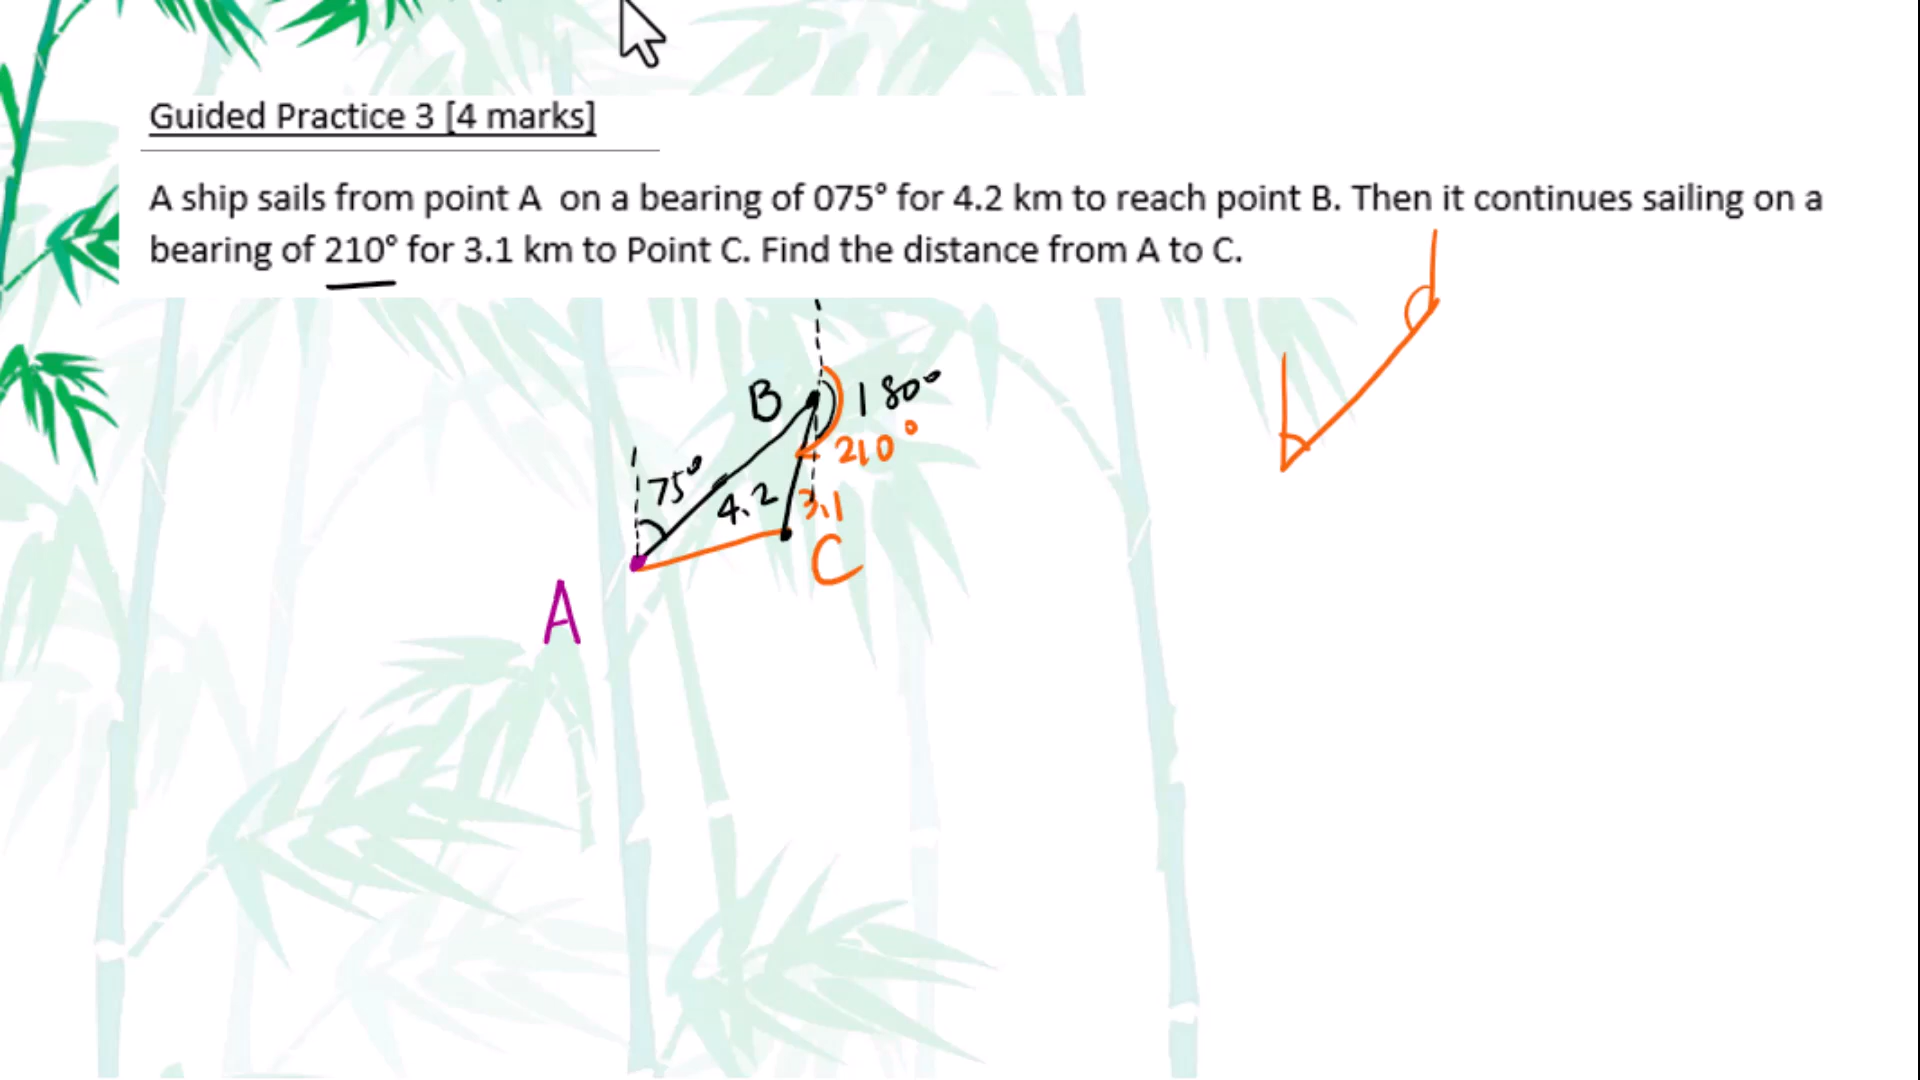 Guided Practice 3 [4 marks]
A ship sails from point A on a bearing of 075° for 4.2 km to reach point B. Then it continues sailing on a
bearing of 210° for 3.1 km to Point C. Find the distance from A to C.
B
180°
210°
75°
4.2
3.1
C
A